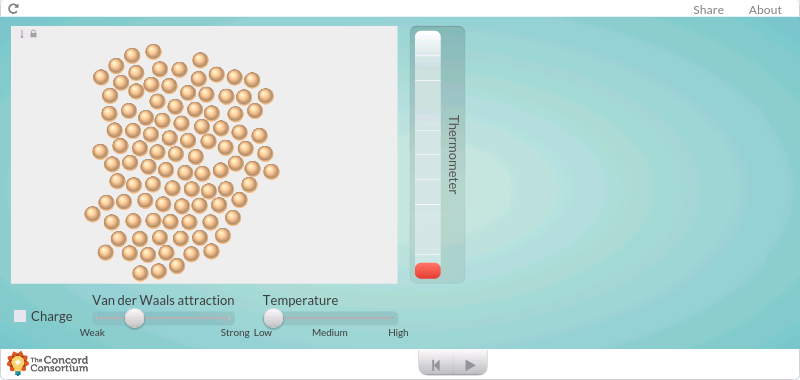 Share About
Thermometer
Van der Waals attraction Temperature
Charge
Weak Strong Low Medium High
The Concord
Consortium